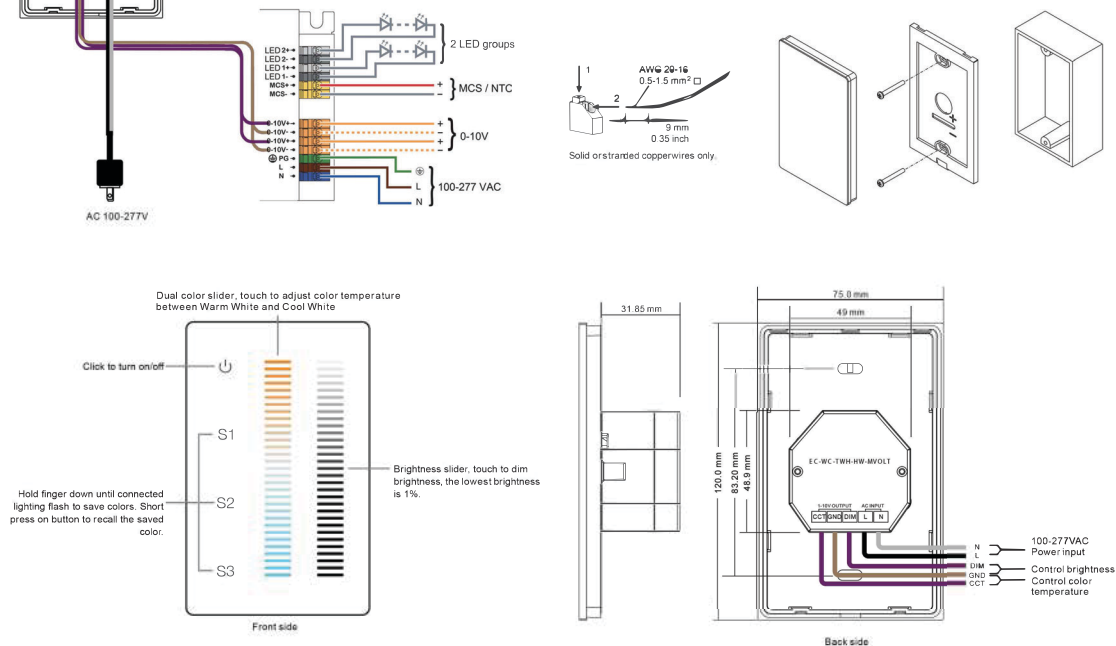 LED 2+
LED 2-
LED 1+
LED 1-
MCS+
MCS-
2 LED groups
+
-
MCS / NTC
0-10V+
0-10V-
0-10V+
0-10V-
PG
L
N
+
-
+
-
0-10V
L
N
100-277 VAC
AC 100-277V
1
2
AWG 20-16
0.5-1.5 mm² □
9 mm
0.35 inch
Solid or stranded copperwires only.
+
-
Dual color slider, touch to adjust color temperature
between Warm White and Cool White
Click to turn on/off
S1
S2
S3
Hold finger down until connected
lighting flash to save colors. Short
press on button to recall the saved
color.
Brightness slider, touch to dim
brightness, the lowest brightness
is 1%.
Front side
31.85 mm
75.0 mm
49 mm
120.0 mm
83.20 mm
48.9 mm
EC-WC-TWH-HW-MVOLT
1-10V OUTPUT
AC INPUT
CCT GND DIM L N
N
L
DIM
GND
CCT
100-277VAC
Power input
Control brightness
Control color
temperature
Back side